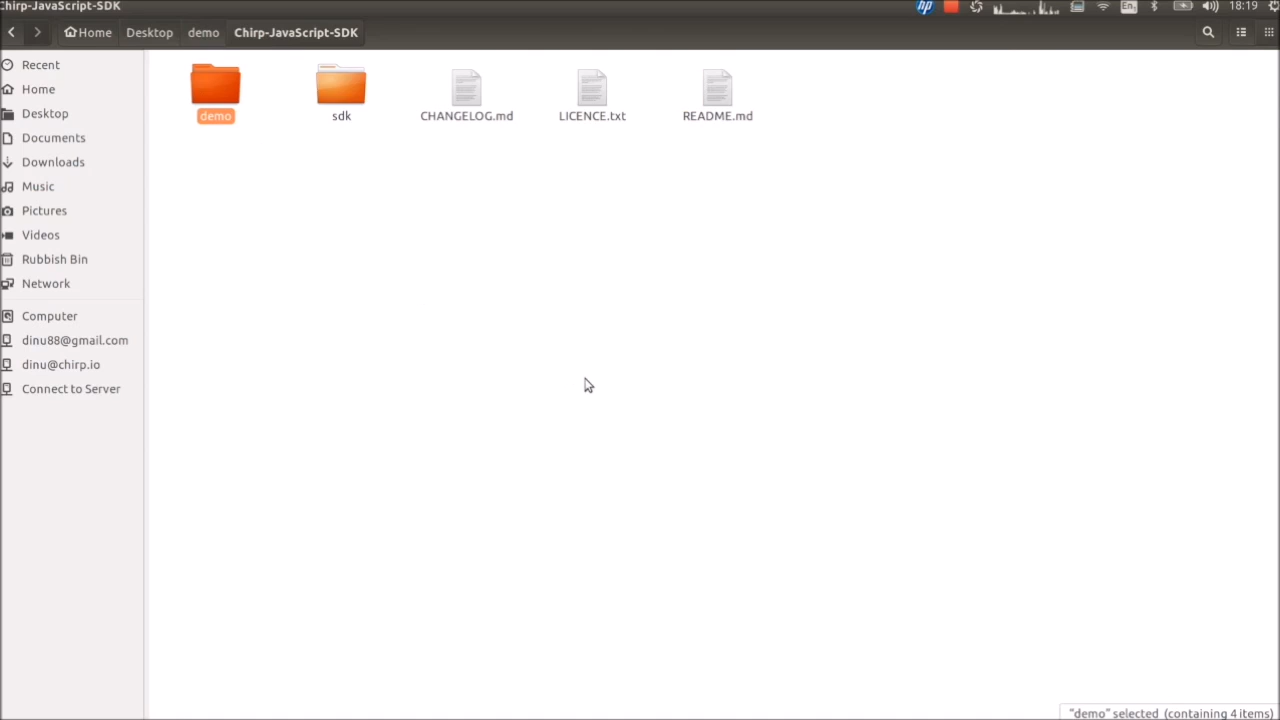 Chirp-JavaScript-SDK
hp En 18:19
Home Desktop demo Chirp-JavaScript-SDK
Recent
Home
Desktop
Documents
Downloads
Music
Pictures
Videos
Rubbish Bin
Network
Computer
dinu88@gmail.com
dinu@chirp.io
Connect to Server
demo sdk CHANGELOG.md LICENCE.txt README.md
"demo" selected (containing 4 items)